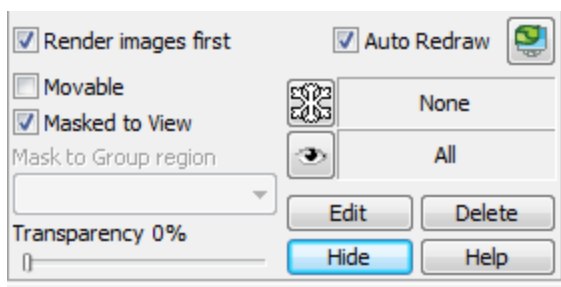 Render images first
Auto Redraw
Movable
Masked to View
None
Mask to Group region
All
Edit
Delete
Transparency 0%
Hide
Help